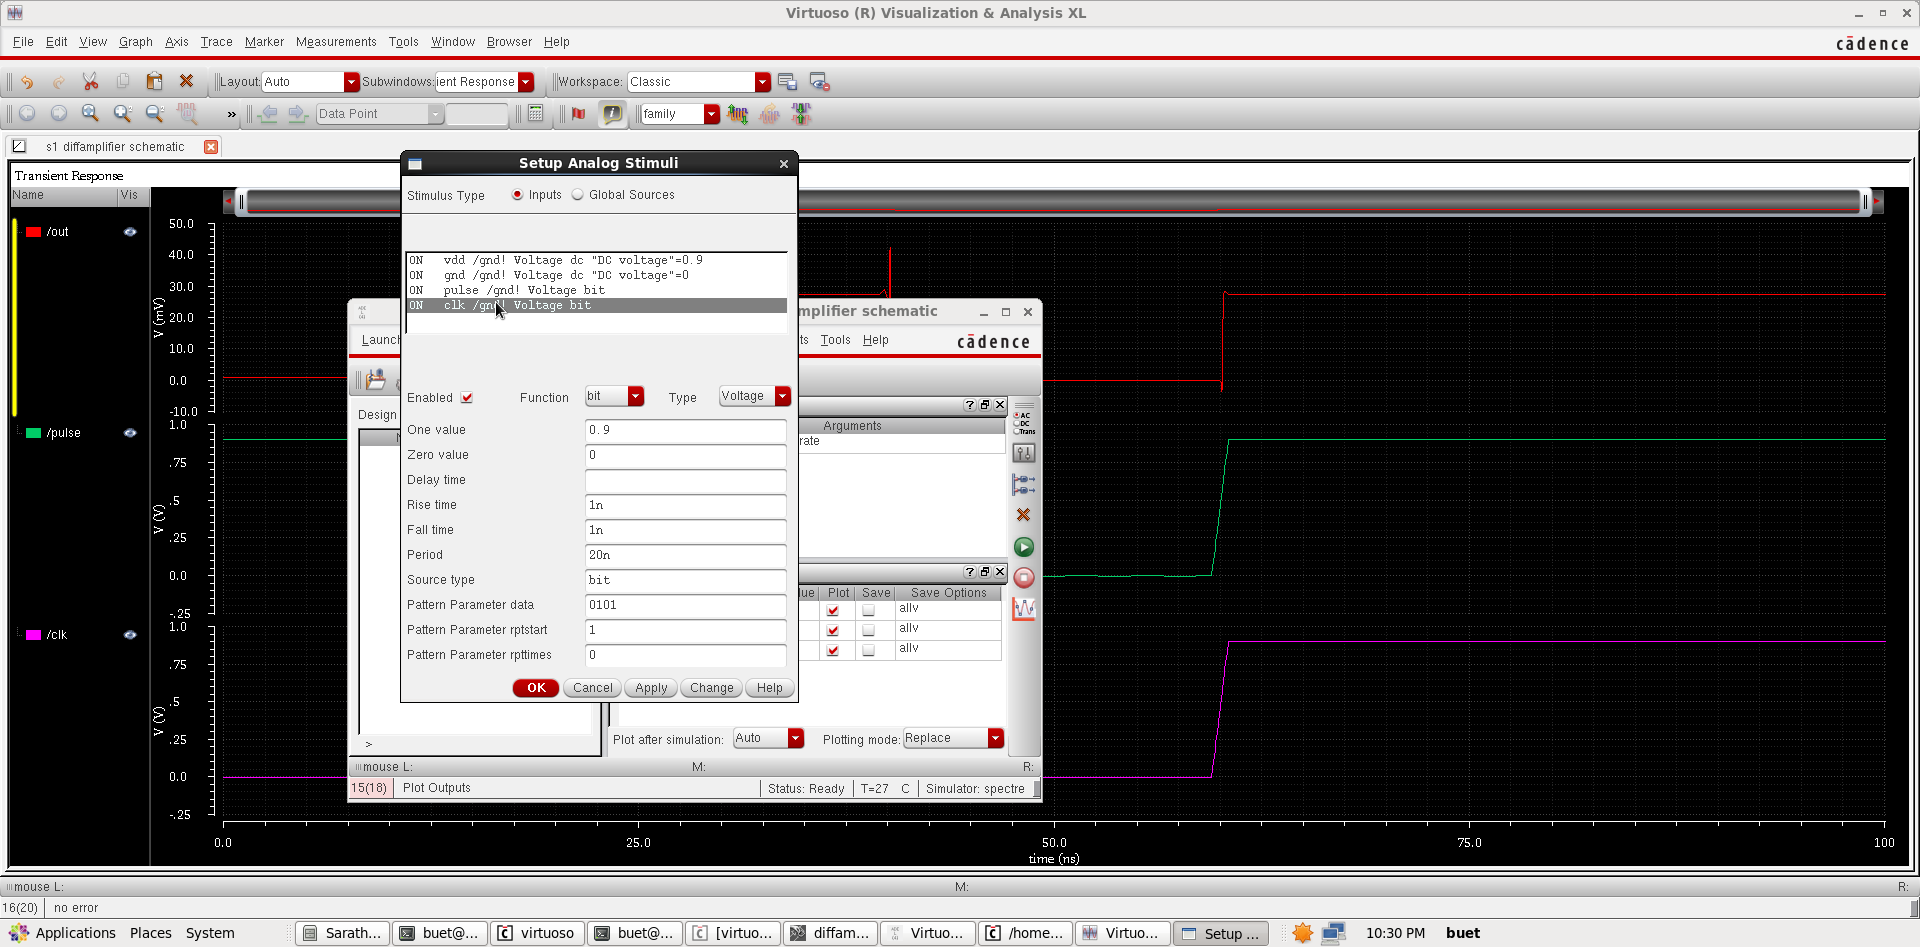 Virtuoso (R) Visualization & Analysis XL
File Edit View Graph Axis Trace Marker Measurements Tools Window Browser Help
cādence
Layout: Auto Subwindows: ient Response Workspace: Classic
» Data Point family
s1 diffamplifier schematic
Transient Response
Name Vis
/out
/pulse
/clk
50.0
40.0
30.0
20.0
10.0
0.0
-10.0
V (mV)
1.0
.75
.5
.25
0.0
-.25
V (V)
1.0
.75
.5
.25
0.0
-.25
V (V)
0.0 25.0 50.0 75.0 100
time (ns)
Setup Analog Stimuli
Stimulus Type Inputs Global Sources
ON vdd /gnd! Voltage dc "DC voltage"=0.9
ON gnd /gnd! Voltage dc "DC voltage"=0
ON pulse /gnd! Voltage bit
ON clk /gnd! Voltage bit
Enabled Function bit Type Voltage
One value 0.9
Zero value 0
Delay time
Rise time 1n
Fall time 1n
Period 20n
Source type bit
Pattern Parameter data 0101
Pattern Parameter rptstart 1
Pattern Parameter rpttimes 0
OK Cancel Apply Change Help
mplifier schematic
Launch ts Tools Help
cādence
Design
Arguments
rate
AC
DC
Trans
lue Plot Save Save Options
allv
allv
allv
>
Plot after simulation: Auto Plotting mode: Replace
mouse L: M: R:
15(18) Plot Outputs Status: Ready T=27 C Simulator: spectre
mouse L: M: R:
16(20) no error
Applications Places System Sarath... buet@... virtuoso buet@... [virtuo... diffam... Virtuo... /home... Virtuo... Setup ... 10:30 PM buet